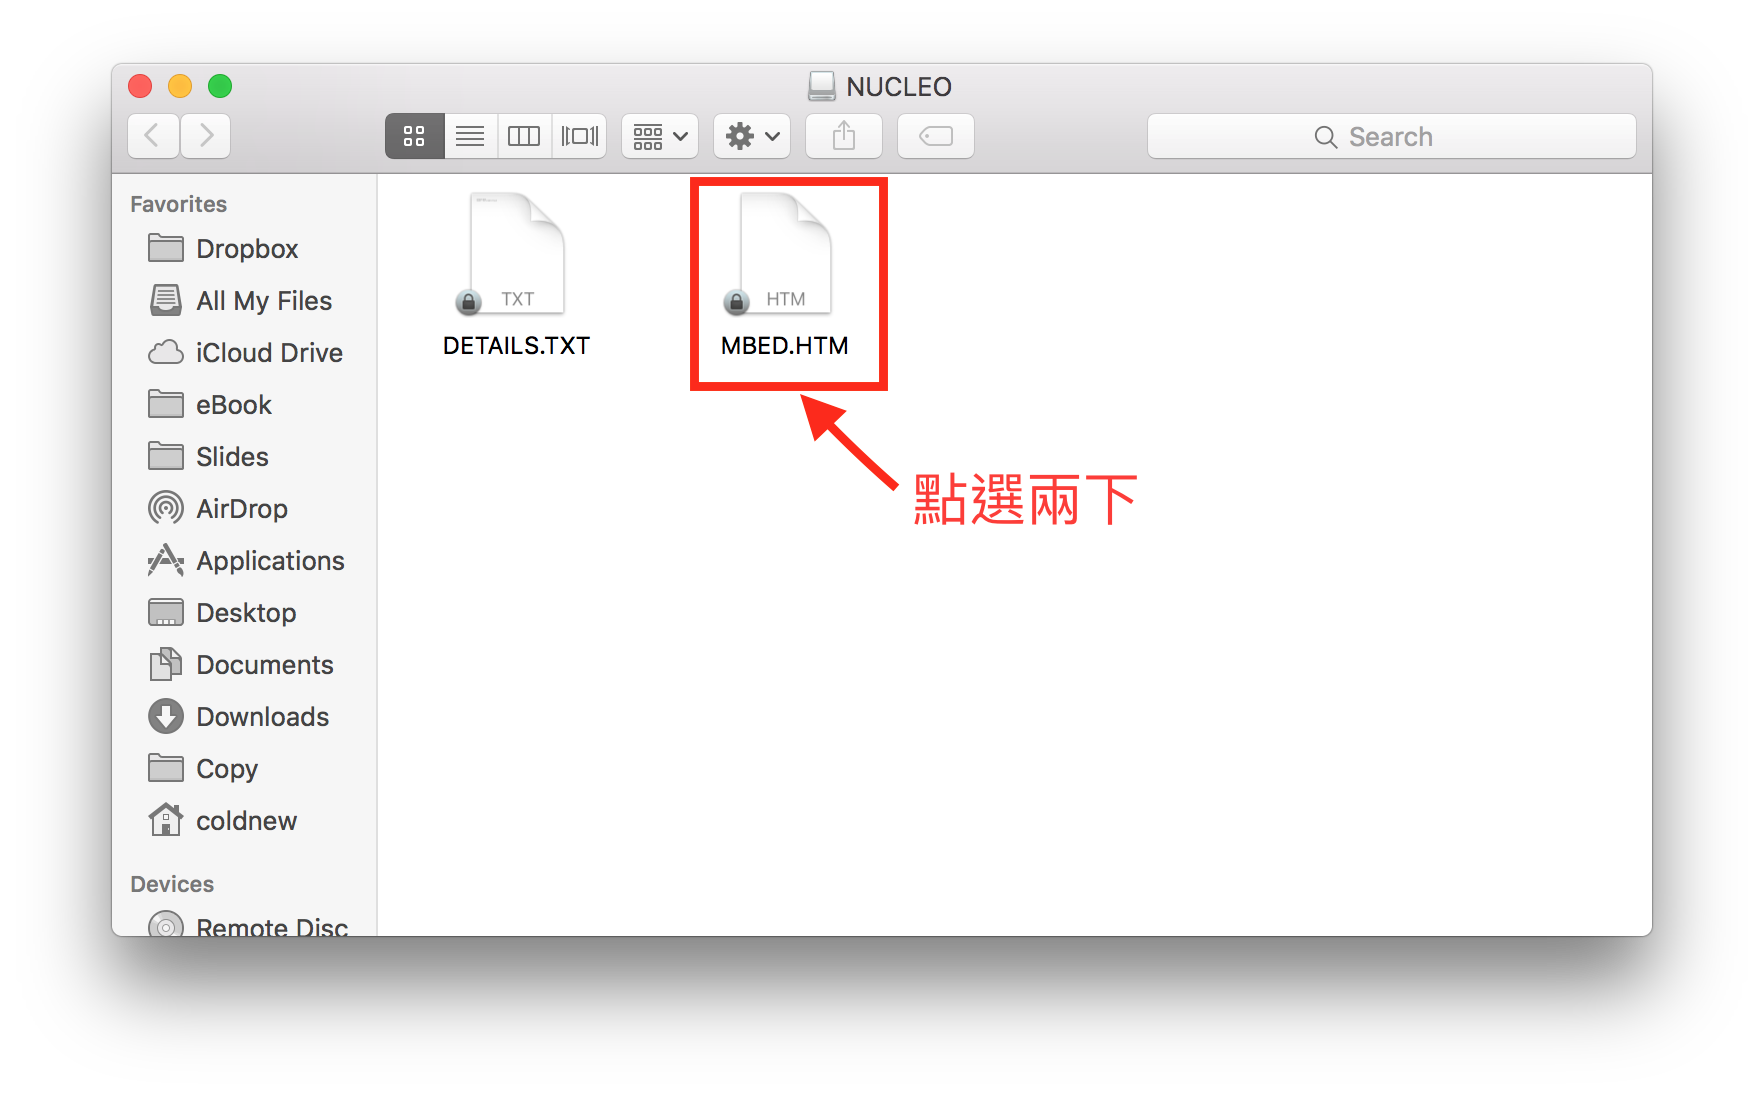 NUCLEO
Search
Favorites
Dropbox
All My Files
iCloud Drive
eBook
Slides
AirDrop
Applications
Desktop
Documents
Downloads
Copy
coldnew
Devices
Remote Disc
TXT
DETAILS.TXT
HTM
MBED.HTM
點選兩下